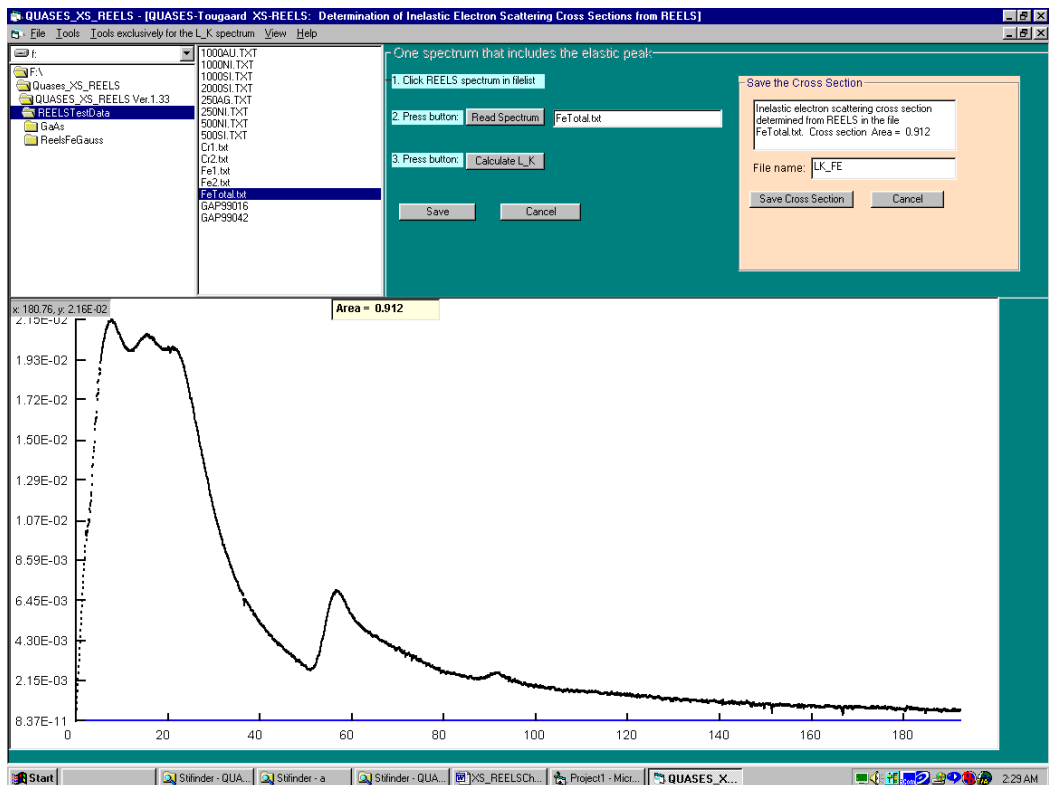 QUASES_XS_REELS - [QUASES-Tougaard XS-REELS: Determination of Inelastic Electron Scattering Cross Sections from REELS]
File Tools Tools exclusively for the L_K spectrum View Help
f:
F:\
Quases_XS_REELS
QUASES_XS_REELS Ver.1.33
REELSTestData
GaAs
ReelsFeGauss
1000AU.TXT
1000NI.TXT
1000SI.TXT
2000SI.TXT
250AG.TXT
250NI.TXT
500NI.TXT
500SI.TXT
Cr1.txt
Cr2.txt
Fe1.txt
Fe2.txt
FeTotal.txt
GAP99016
GAP99042
One spectrum that includes the elastic peak
1. Click REELS spectrum in filelist
2. Press button: Read Spectrum FeTotal.txt
3. Press button: Calculate L_K
Save Cancel
Save the Cross Section
Inelastic electron scattering cross section
determined from REELS in the file
FeTotal.txt. Cross section Area = 0.912
File name: LK_FE
Save Cross Section Cancel
x: 180.76, y: 2.16E-02
Area = 0.912
2.15E-02
1.93E-02
1.72E-02
1.50E-02
1.29E-02
1.07E-02
8.59E-03
6.45E-03
4.30E-03
2.15E-03
8.37E-11
0 20 40 60 80 100 120 140 160 180
Start Stifinder - QUA... Stifinder - a Stifinder - QUA... XS_REELSCh... Project1 - Micr... QUASES_X... 2:29 AM